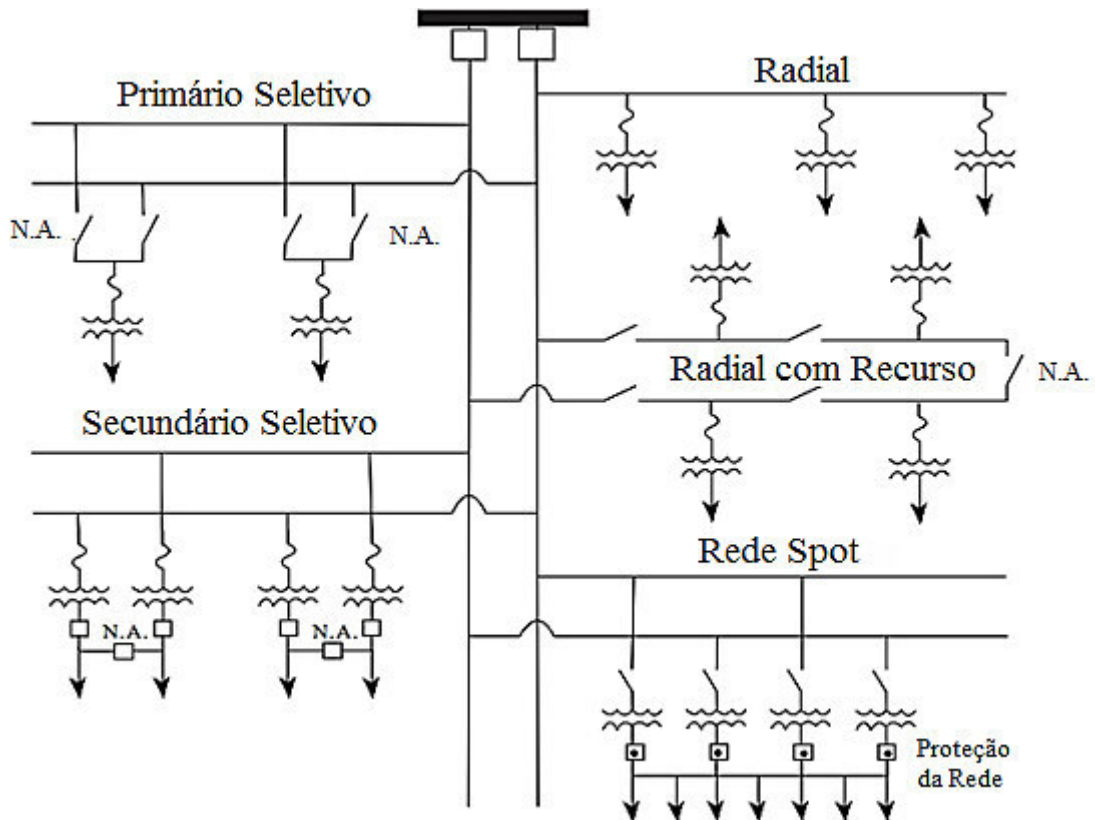 Primário Seletivo
Radial
N.A.
N.A.
Radial com Recurso
N.A.
Secundário Seletivo
Rede Spot
N.A.
N.A.
Proteção
da Rede